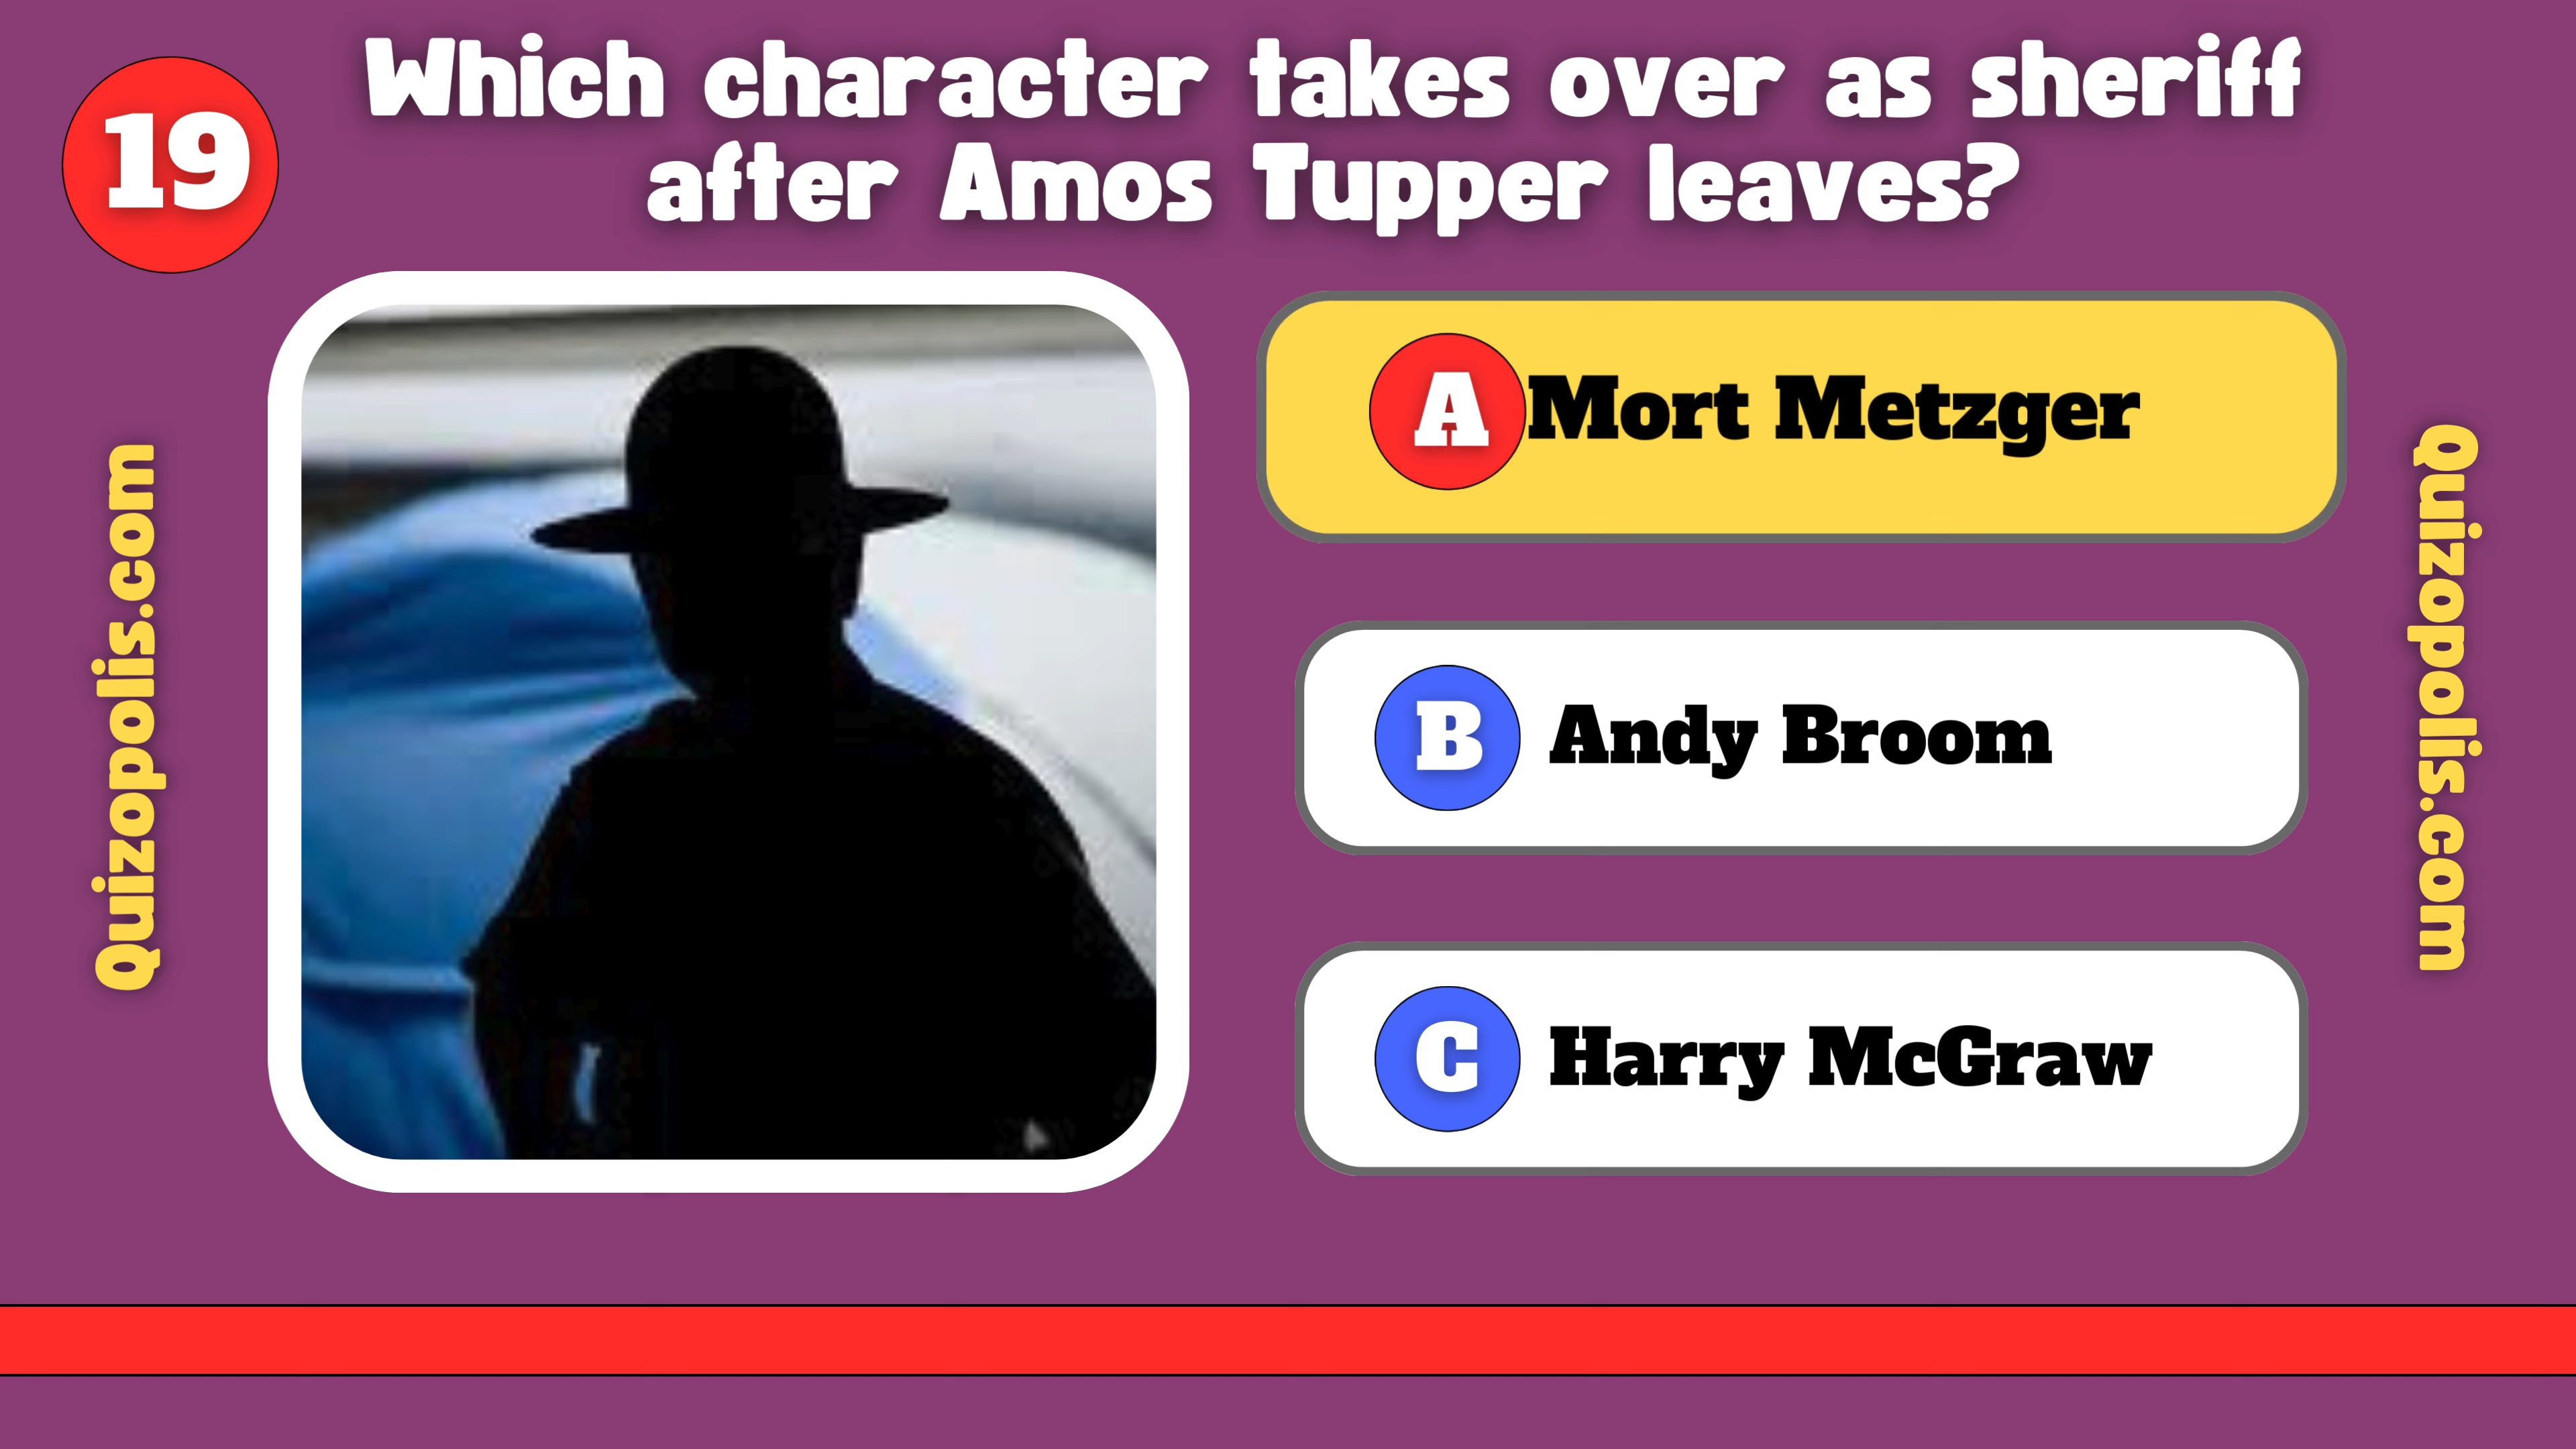 19
Which character takes over as sheriff
after Amos Tupper leaves?
Quizopolis.com
A Mort Metzger
B Andy Broom
C Harry McGraw
Quizopolis.com